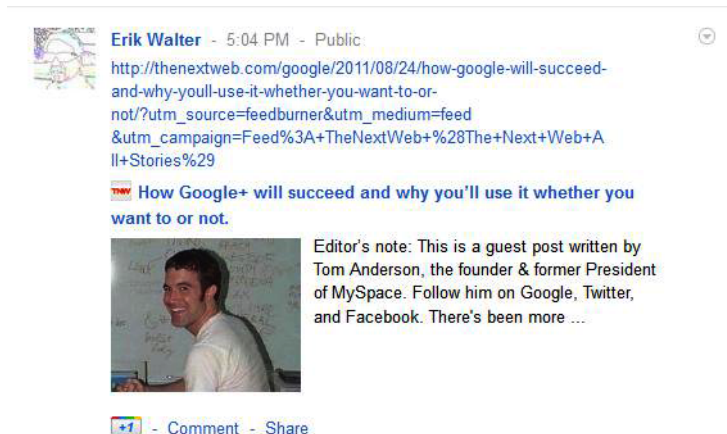 Erik Walter - 5:04 PM - Public
http://thenextweb.com/google/2011/08/24/how-google-will-succeed-
and-why-youll-use-it-whether-you-want-to-or-
not/?utm_source=feedburner&utm_medium=feed
&utm_campaign=Feed%3A+TheNextWeb+%28The+Next+Web+A
ll+Stories%29
TNW How Google+ will succeed and why you'll use it whether you
want to or not.
Editor's note: This is a guest post written by
Tom Anderson, the founder & former President
of MySpace. Follow him on Google, Twitter,
and Facebook. There's been more ...
+1 - Comment - Share